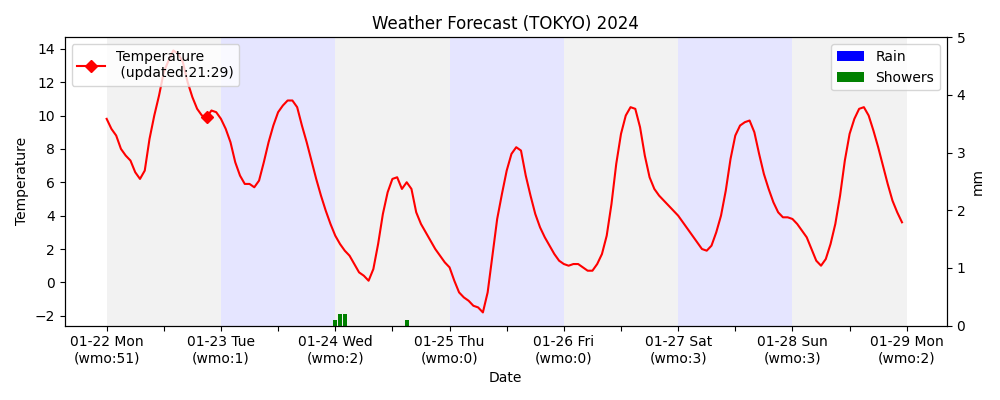 Weather Forecast (TOKYO) 2024
Temperature
(updated:21:29)
Rain
Showers
14
12
10
8
6
4
2
0
−2
Temperature
5
4
3
2
1
0
mm
01-22 Mon
(wmo:51)
01-23 Tue
(wmo:1)
01-24 Wed
(wmo:2)
01-25 Thu
(wmo:0)
01-26 Fri
(wmo:0)
01-27 Sat
(wmo:3)
01-28 Sun
(wmo:3)
01-29 Mon
(wmo:2)
Date